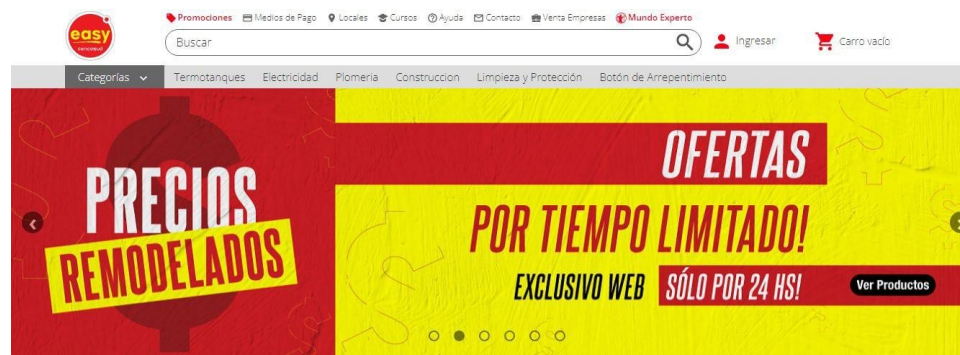 Promociones Medios de Pago Locales Cursos Ayuda Contacto Venta Empresas Mundo Experto
easy
cencosud
Buscar
Ingresar
Carro vacío
Categorías Termotanques Electricidad Plomeria Construccion Limpieza y Protección Botón de Arrepentimiento
PRECIOS
REMODELADOS
OFERTAS
POR TIEMPO LIMITADO!
EXCLUSIVO WEB SÓLO POR 24 HS!
Ver Productos